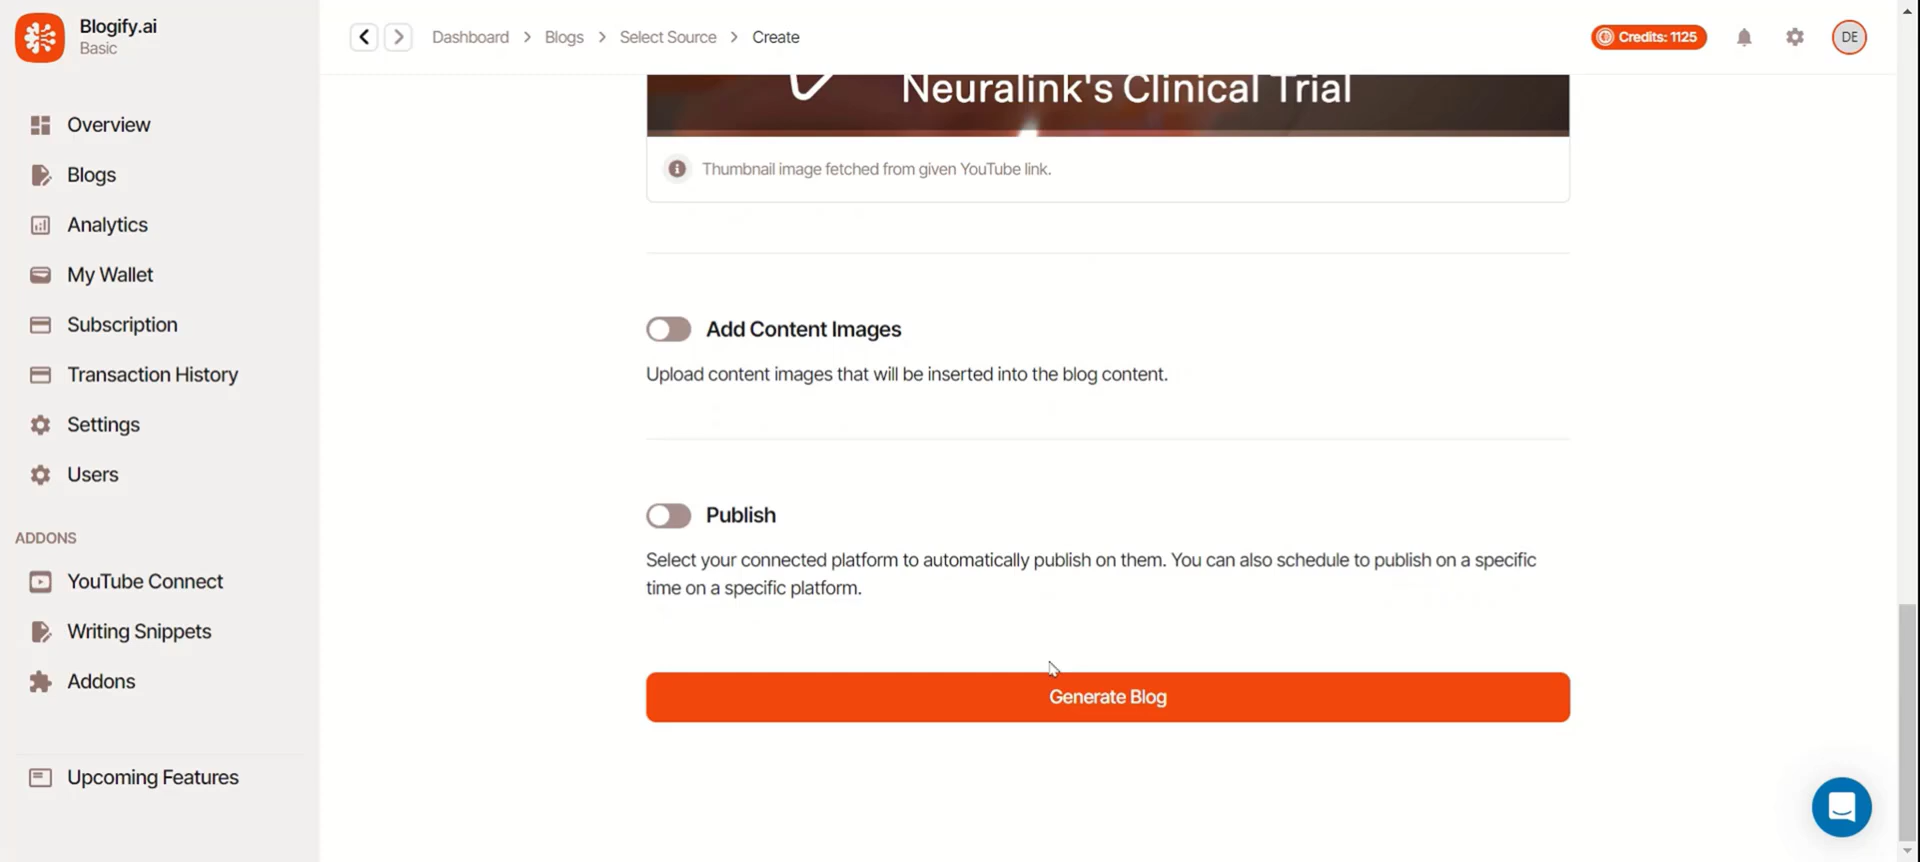 Blogify.ai
Basic
Dashboard > Blogs > Select Source > Create
Credits: 1125
DE
Overview
Blogs
Analytics
My Wallet
Subscription
Transaction History
Settings
Users
ADDONS
YouTube Connect
Writing Snippets
Addons
Upcoming Features
Neuralink's Clinical Trial
Thumbnail image fetched from given YouTube link.
Add Content Images
Upload content images that will be inserted into the blog content.
Publish
Select your connected platform to automatically publish on them. You can also schedule to publish on a specific
time on a specific platform.
Generate Blog